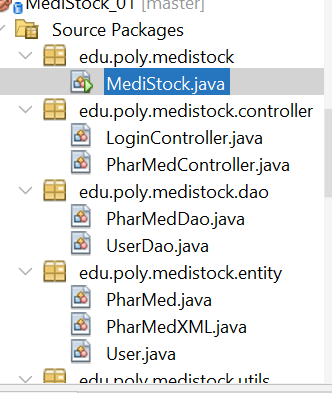 MediStock_01 [master]
Source Packages
edu.poly.medistock
MediStock.java
edu.poly.medistock.controller
LoginController.java
PharMedController.java
edu.poly.medistock.dao
PharMedDao.java
UserDao.java
edu.poly.medistock.entity
PharMed.java
PharMedXML.java
User.java
edu.poly.medistock.utils